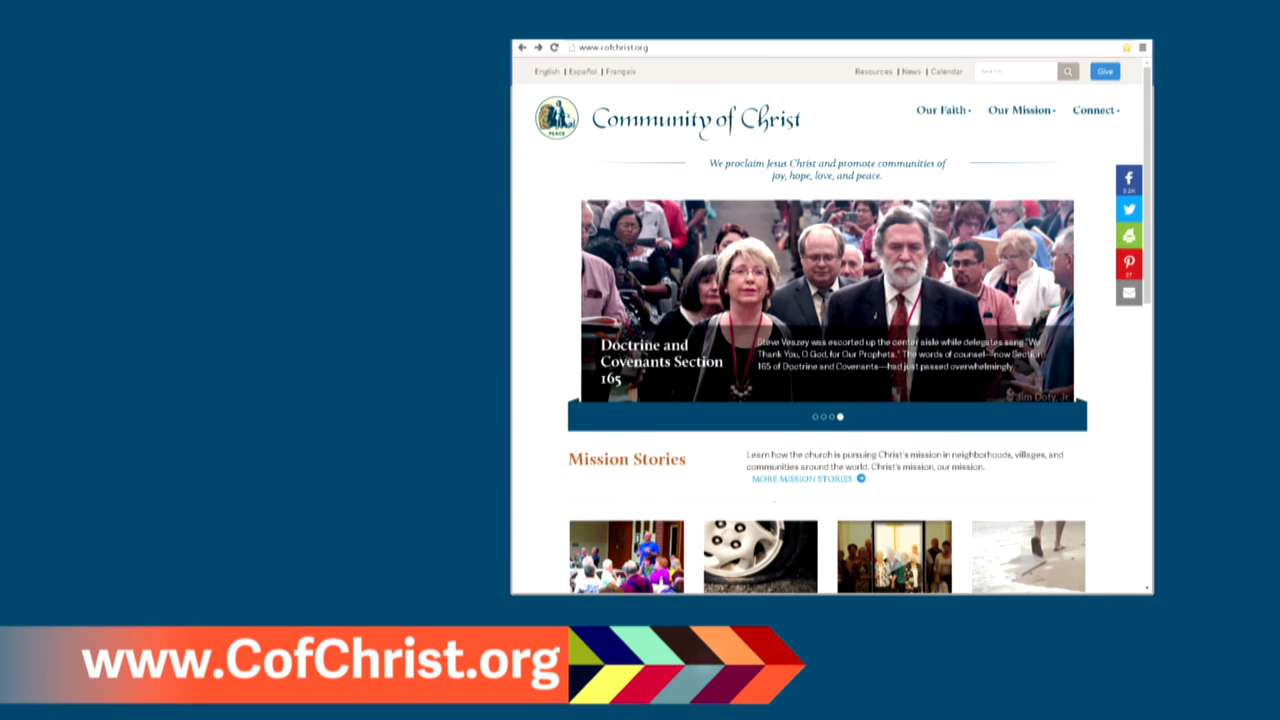 www.cofchrist.org
English | Español | Français
Resources | News | Calendar
Search
Give
PEACE
Community of Christ
Our Faith
Our Mission
Connect
We proclaim Jesus Christ and promote communities of
joy, hope, love, and peace.
3.2K
27
Doctrine and
Covenants Section
165
Steve Veazey was escorted up the center aisle while delegates sang "We
Thank You, O God, for Our Prophets." The words of counsel—now Section
165 of Doctrine and Covenants—had just passed overwhelmingly.
© Jim Doty, Jr.
Mission Stories
Learn how the church is pursuing Christ's mission in neighborhoods, villages, and
communities around the world. Christ's mission, our mission.
MORE MISSION STORIES
www.CofChrist.org